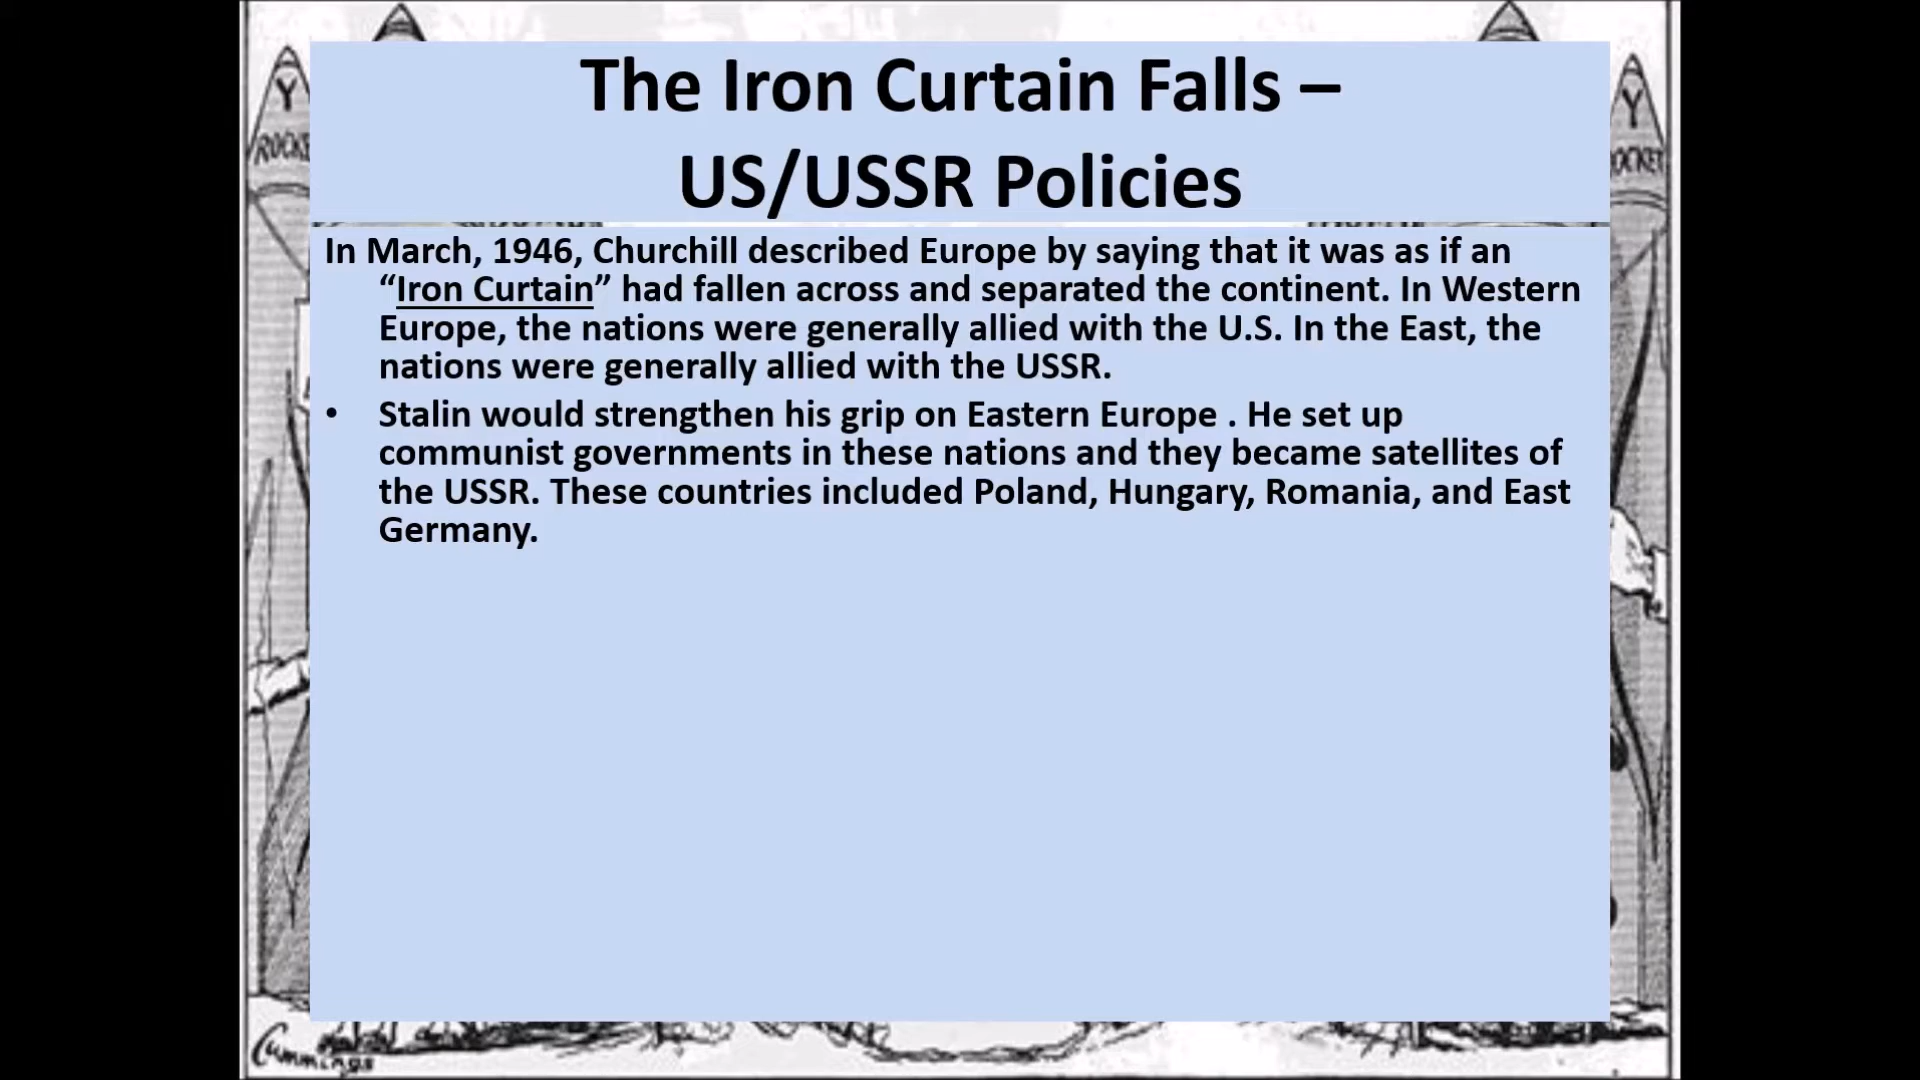 The Iron Curtain Falls –
US/USSR Policies
Y
ROCKE
Y
OCKET
In March, 1946, Churchill described Europe by saying that it was as if an
“Iron Curtain” had fallen across and separated the continent. In Western
Europe, the nations were generally allied with the U.S. In the East, the
nations were generally allied with the USSR.
• Stalin would strengthen his grip on Eastern Europe . He set up
communist governments in these nations and they became satellites of
the USSR. These countries included Poland, Hungary, Romania, and East
Germany.
Cummings